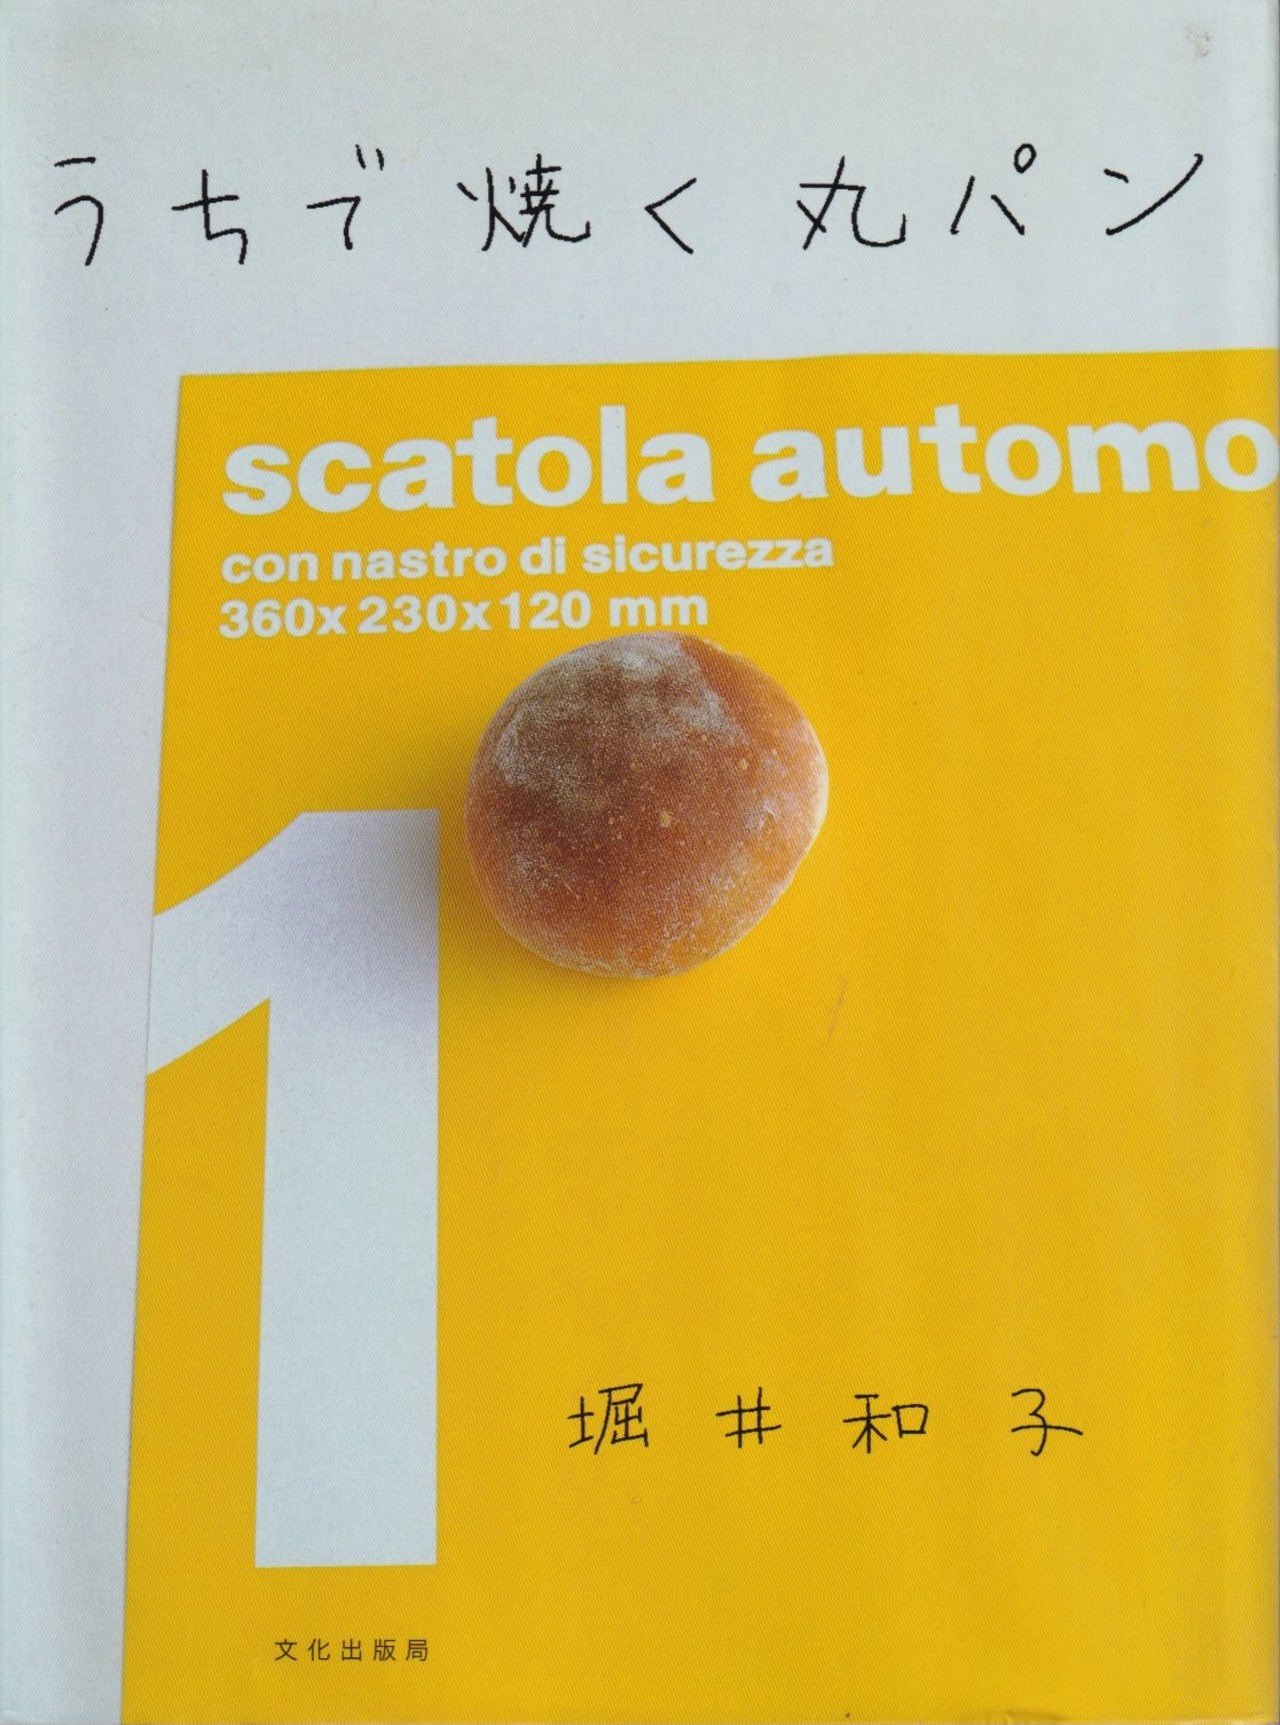 うちで焼く丸パン
scatola automo
con nastro di sicurezza
360x230x120 mm
1
堀井和子
文化出版局